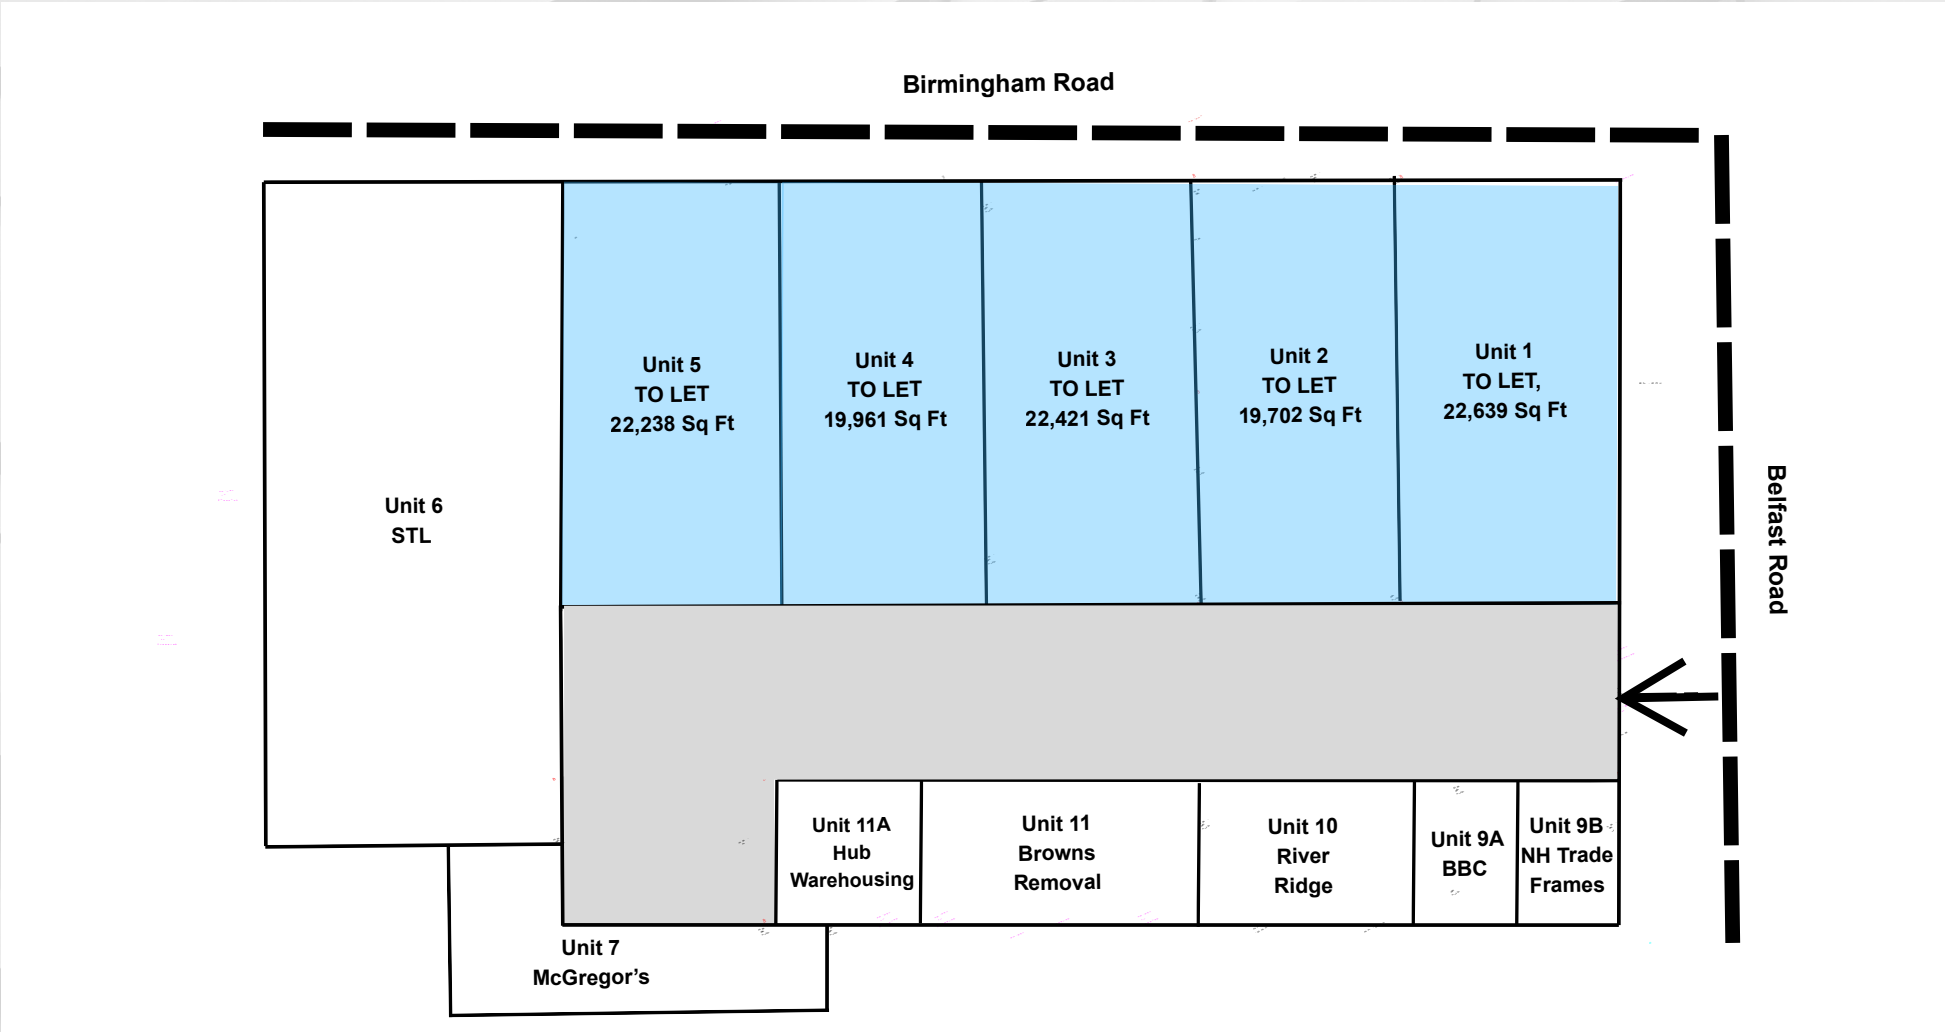 Birmingham Road
Unit 5
TO LET
22,238 Sq Ft
Unit 4
TO LET
19,961 Sq Ft
Unit 3
TO LET
22,421 Sq Ft
Unit 2
TO LET
19,702 Sq Ft
Unit 1
TO LET,
22,639 Sq Ft
Belfast Road
Unit 6
STL
Unit 11A
Hub
Warehousing
Unit 11
Browns
Removal
Unit 10
River
Ridge
Unit 9A
BBC
Unit 9B
NH Trade
Frames
Unit 7
McGregor’s